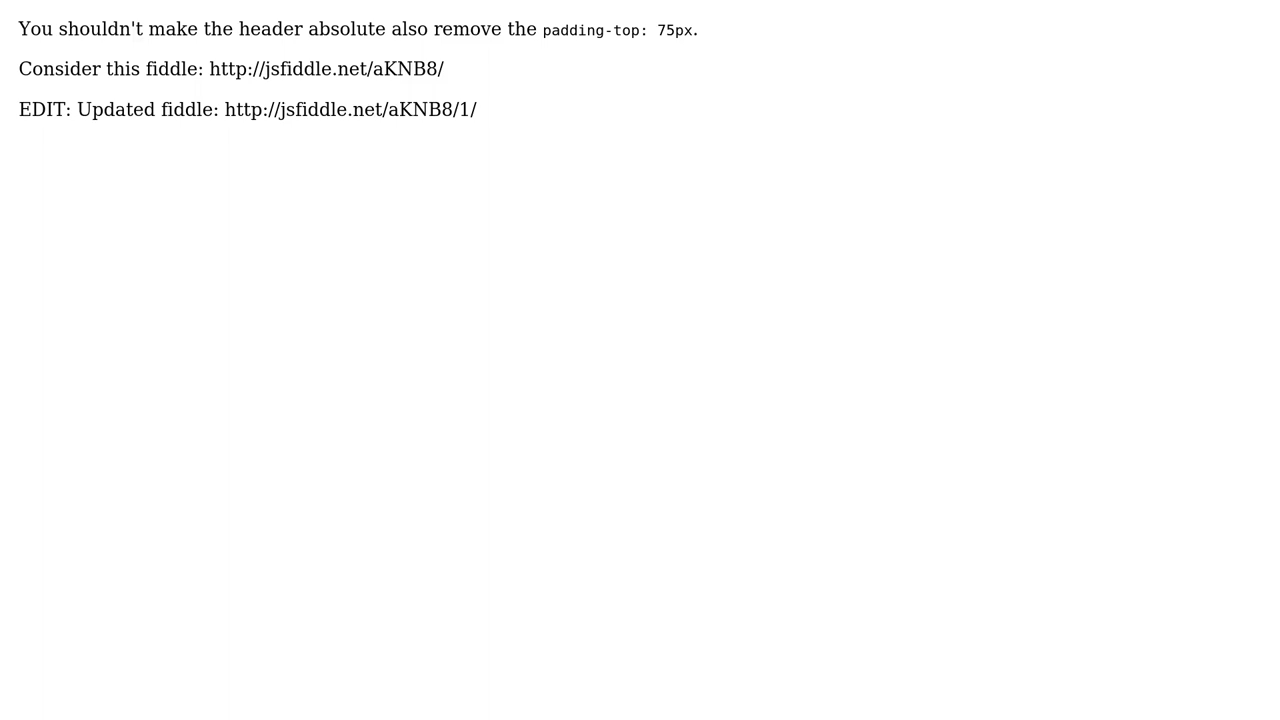 You shouldn't make the header absolute also remove the padding-top: 75px.
Consider this fiddle: http://jsfiddle.net/aKNB8/
EDIT: Updated fiddle: http://jsfiddle.net/aKNB8/1/